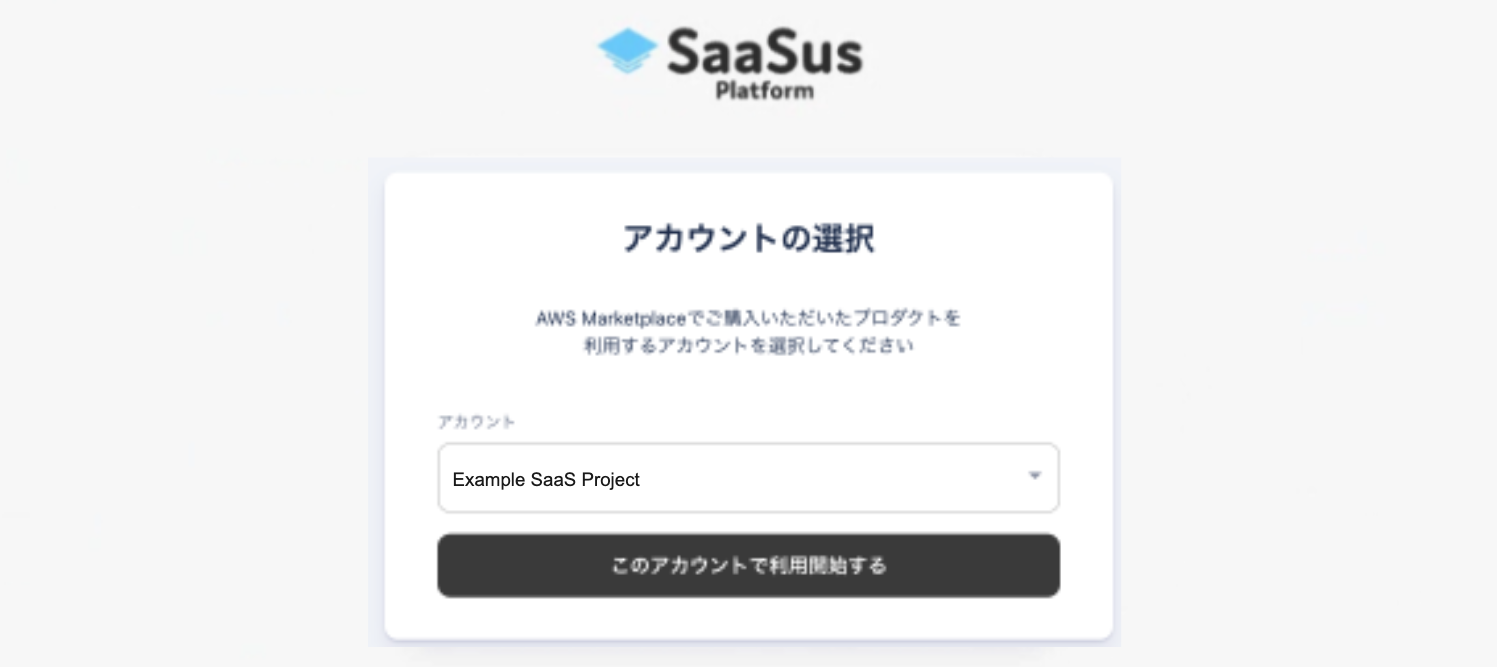 SaaSus
Platform
アカウントの選択
AWS Marketplaceでご購入いただいたプロダクトを
利用するアカウントを選択してください
アカウント
Example SaaS Project
このアカウントで利用開始する